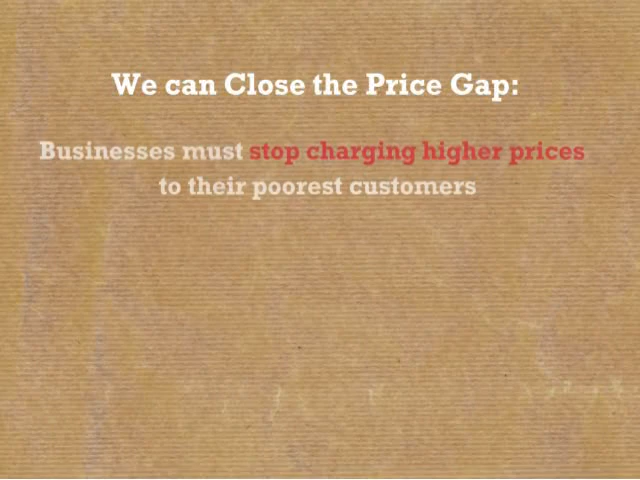 We can Close the Price Gap:
Businesses must stop charging higher prices
to their poorest customers